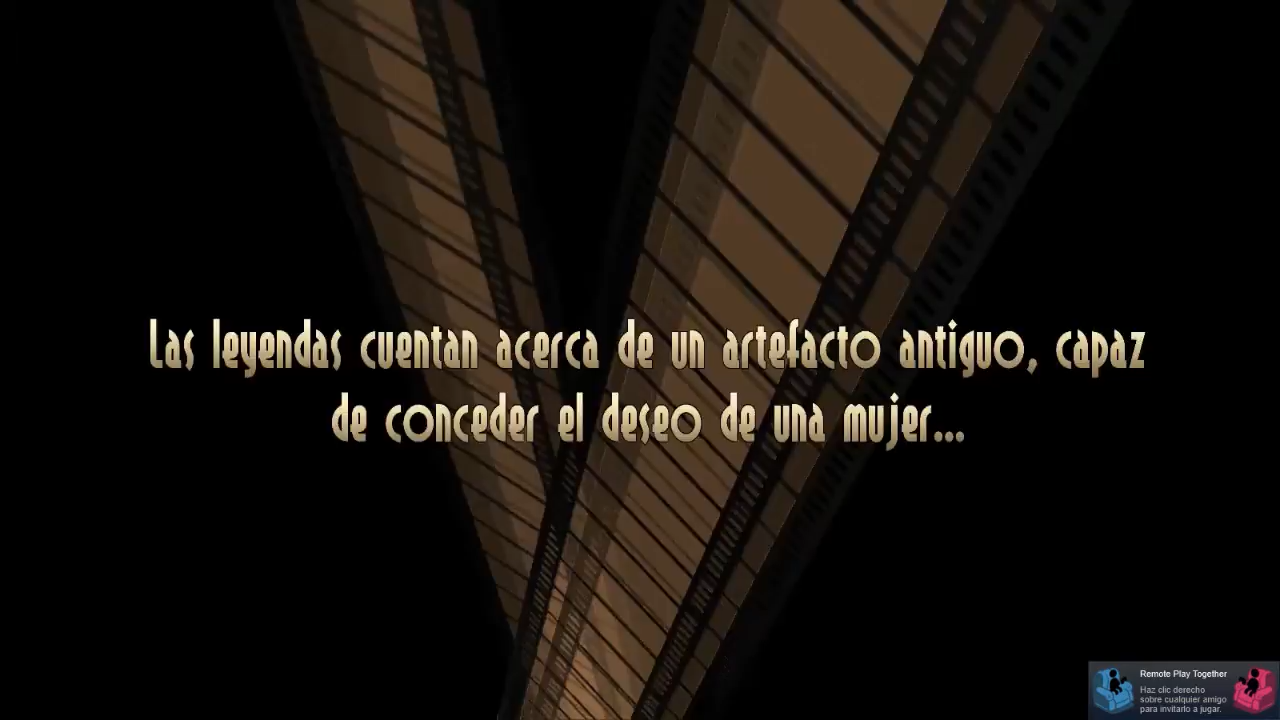 Las leyendas cuentan acerca de un artefacto antiguo, capaz
de conceder el deseo de una mujer...
Remote Play Together
Haz clic derecho
sobre cualquier amigo
para invitarlo a jugar.